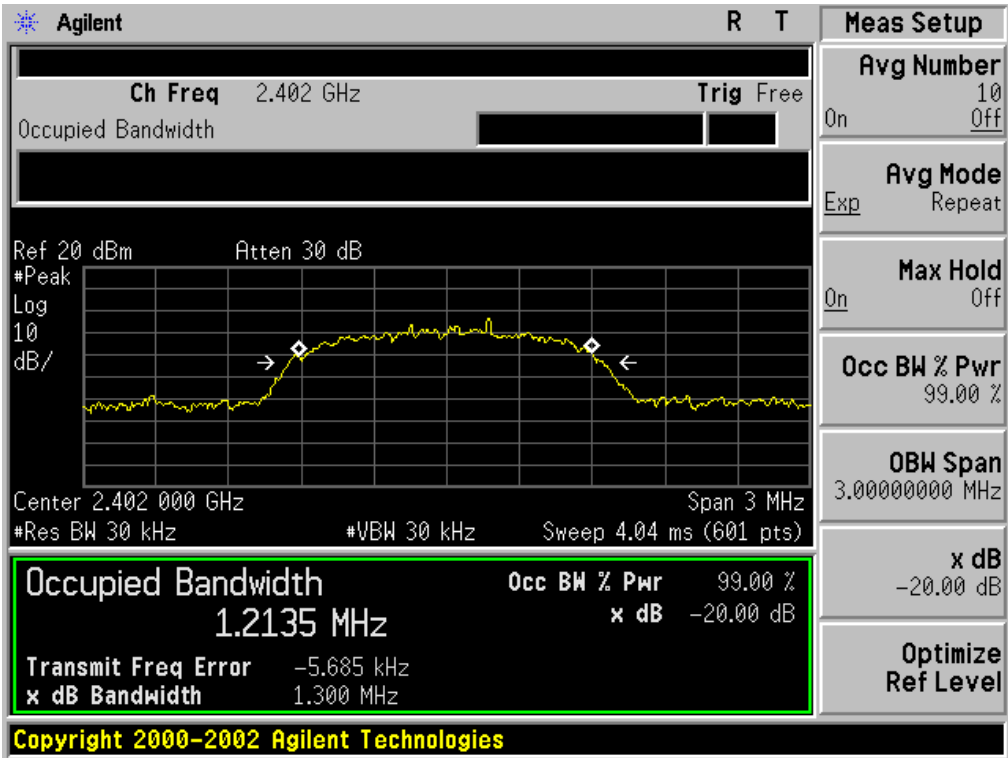 Agilent R T
Ch Freq 2.402 GHz Trig Free
Occupied Bandwidth
Ref 20 dBm Atten 30 dB
#Peak
Log
10
dB/
Center 2.402 000 GHz Span 3 MHz
#Res BW 30 kHz #VBW 30 kHz Sweep 4.04 ms (601 pts)
Occupied Bandwidth
1.2135 MHz
Occ BW % Pwr 99.00 %
x dB -20.00 dB
Transmit Freq Error -5.685 kHz
x dB Bandwidth 1.300 MHz
Copyright 2000-2002 Agilent Technologies
Meas Setup
Avg Number
10
On Off
Avg Mode
Exp Repeat
Max Hold
On Off
Occ BW % Pwr
99.00 %
OBW Span
3.00000000 MHz
x dB
-20.00 dB
Optimize
Ref Level